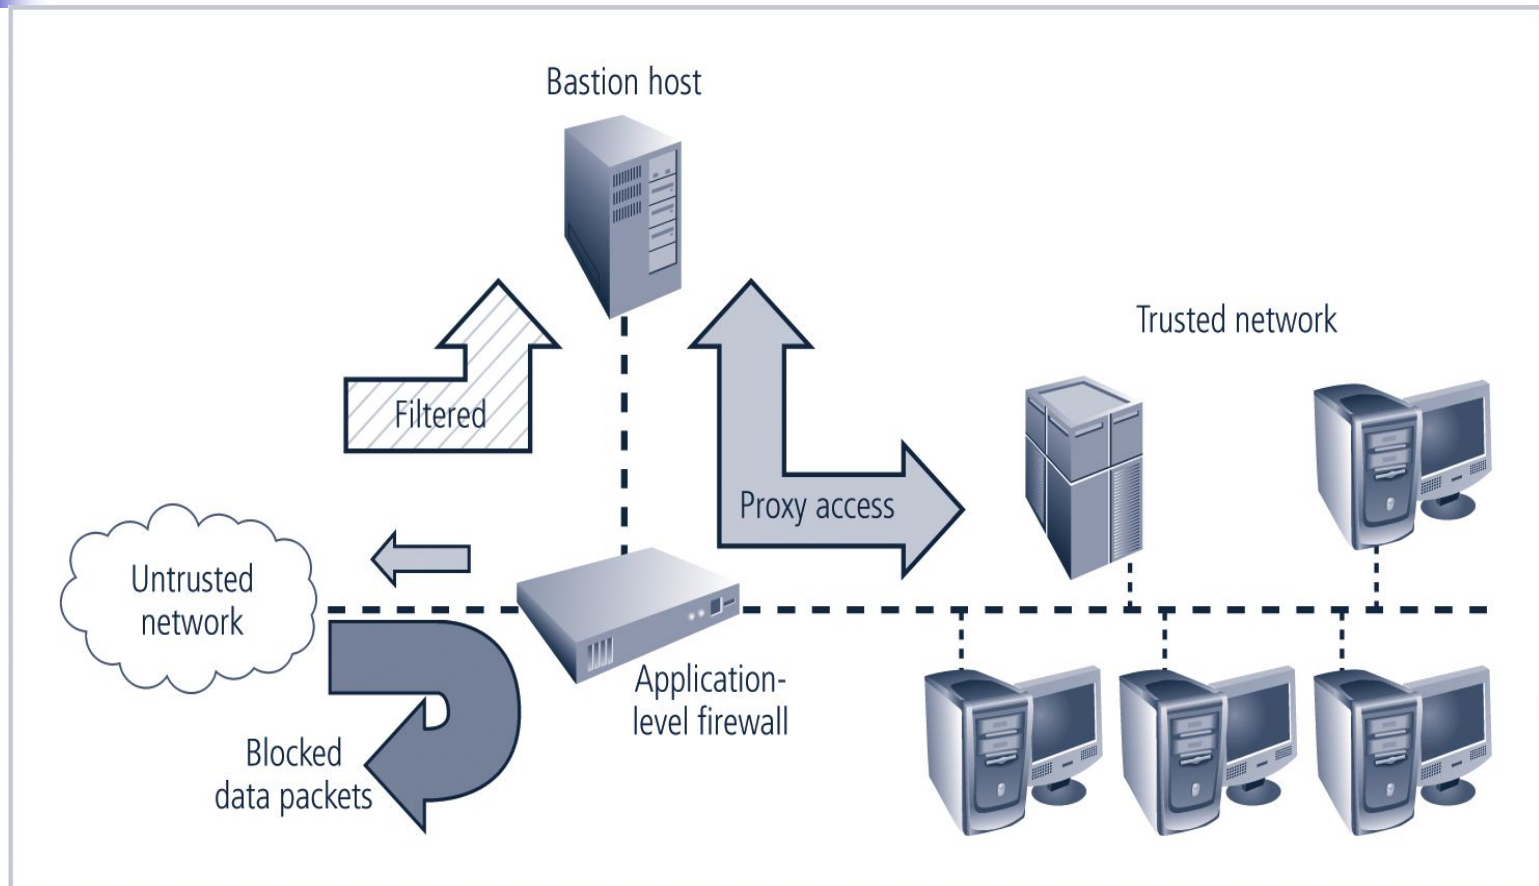 Bastion host
Trusted network
Filtered
Proxy access
Untrusted
network
Application-
level firewall
Blocked
data packets